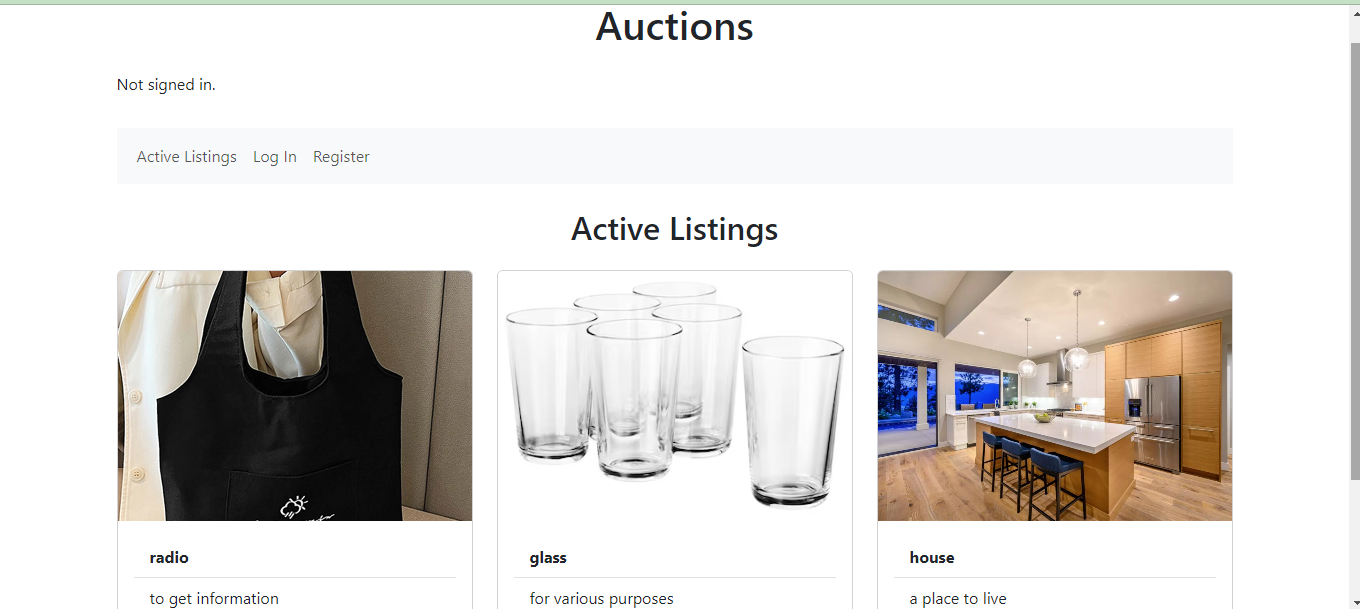 Auctions
Not signed in.
Active Listings Log In Register
Active Listings
radio
glass
house
to get information
for various purposes
a place to live